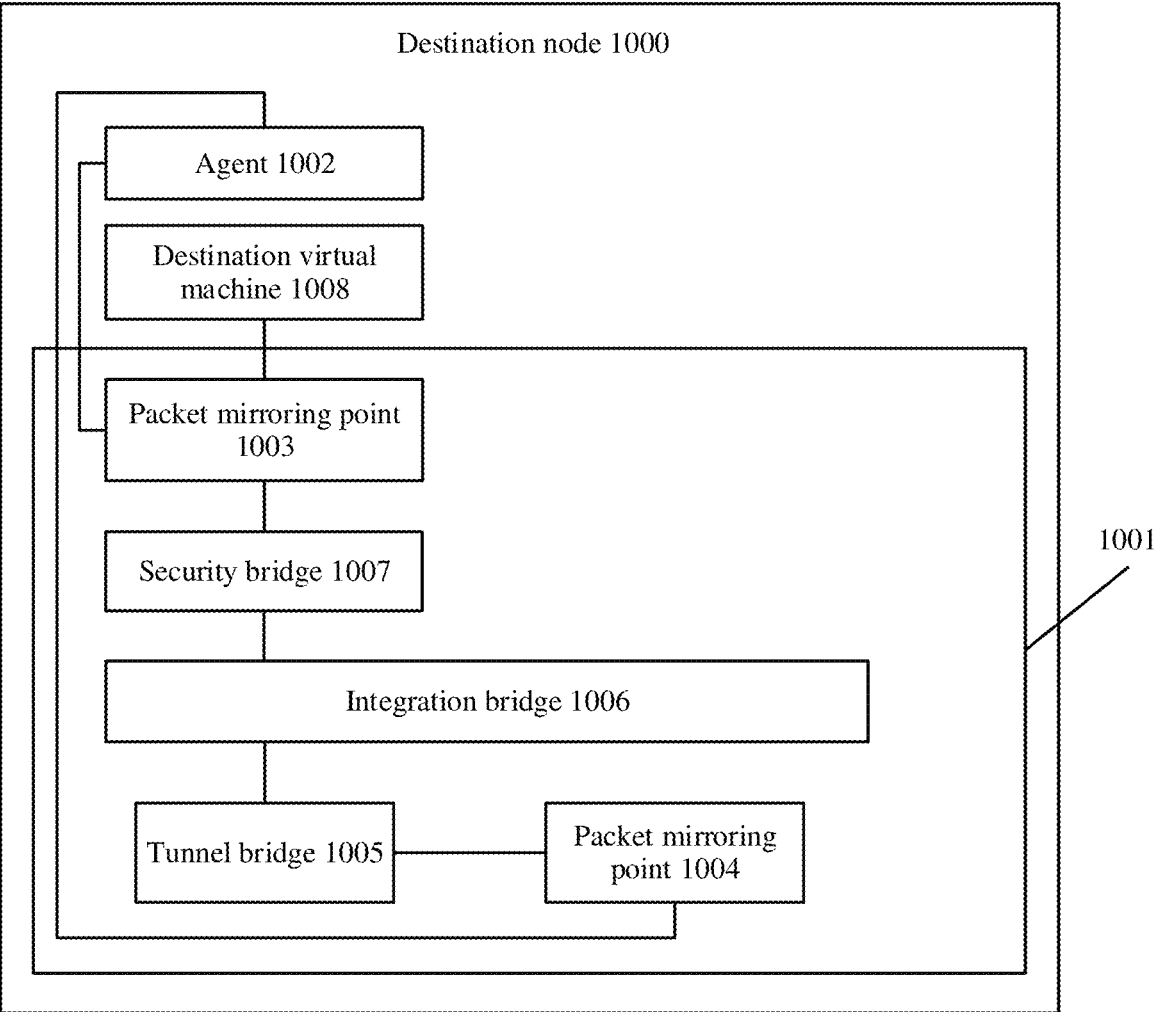 Destination node 1000
Agent 1002
Destination virtual
machine 1008
Packet mirroring point
1003
Security bridge 1007
1001
Integration bridge 1006
Tunnel bridge 1005
Packet mirroring
point 1004